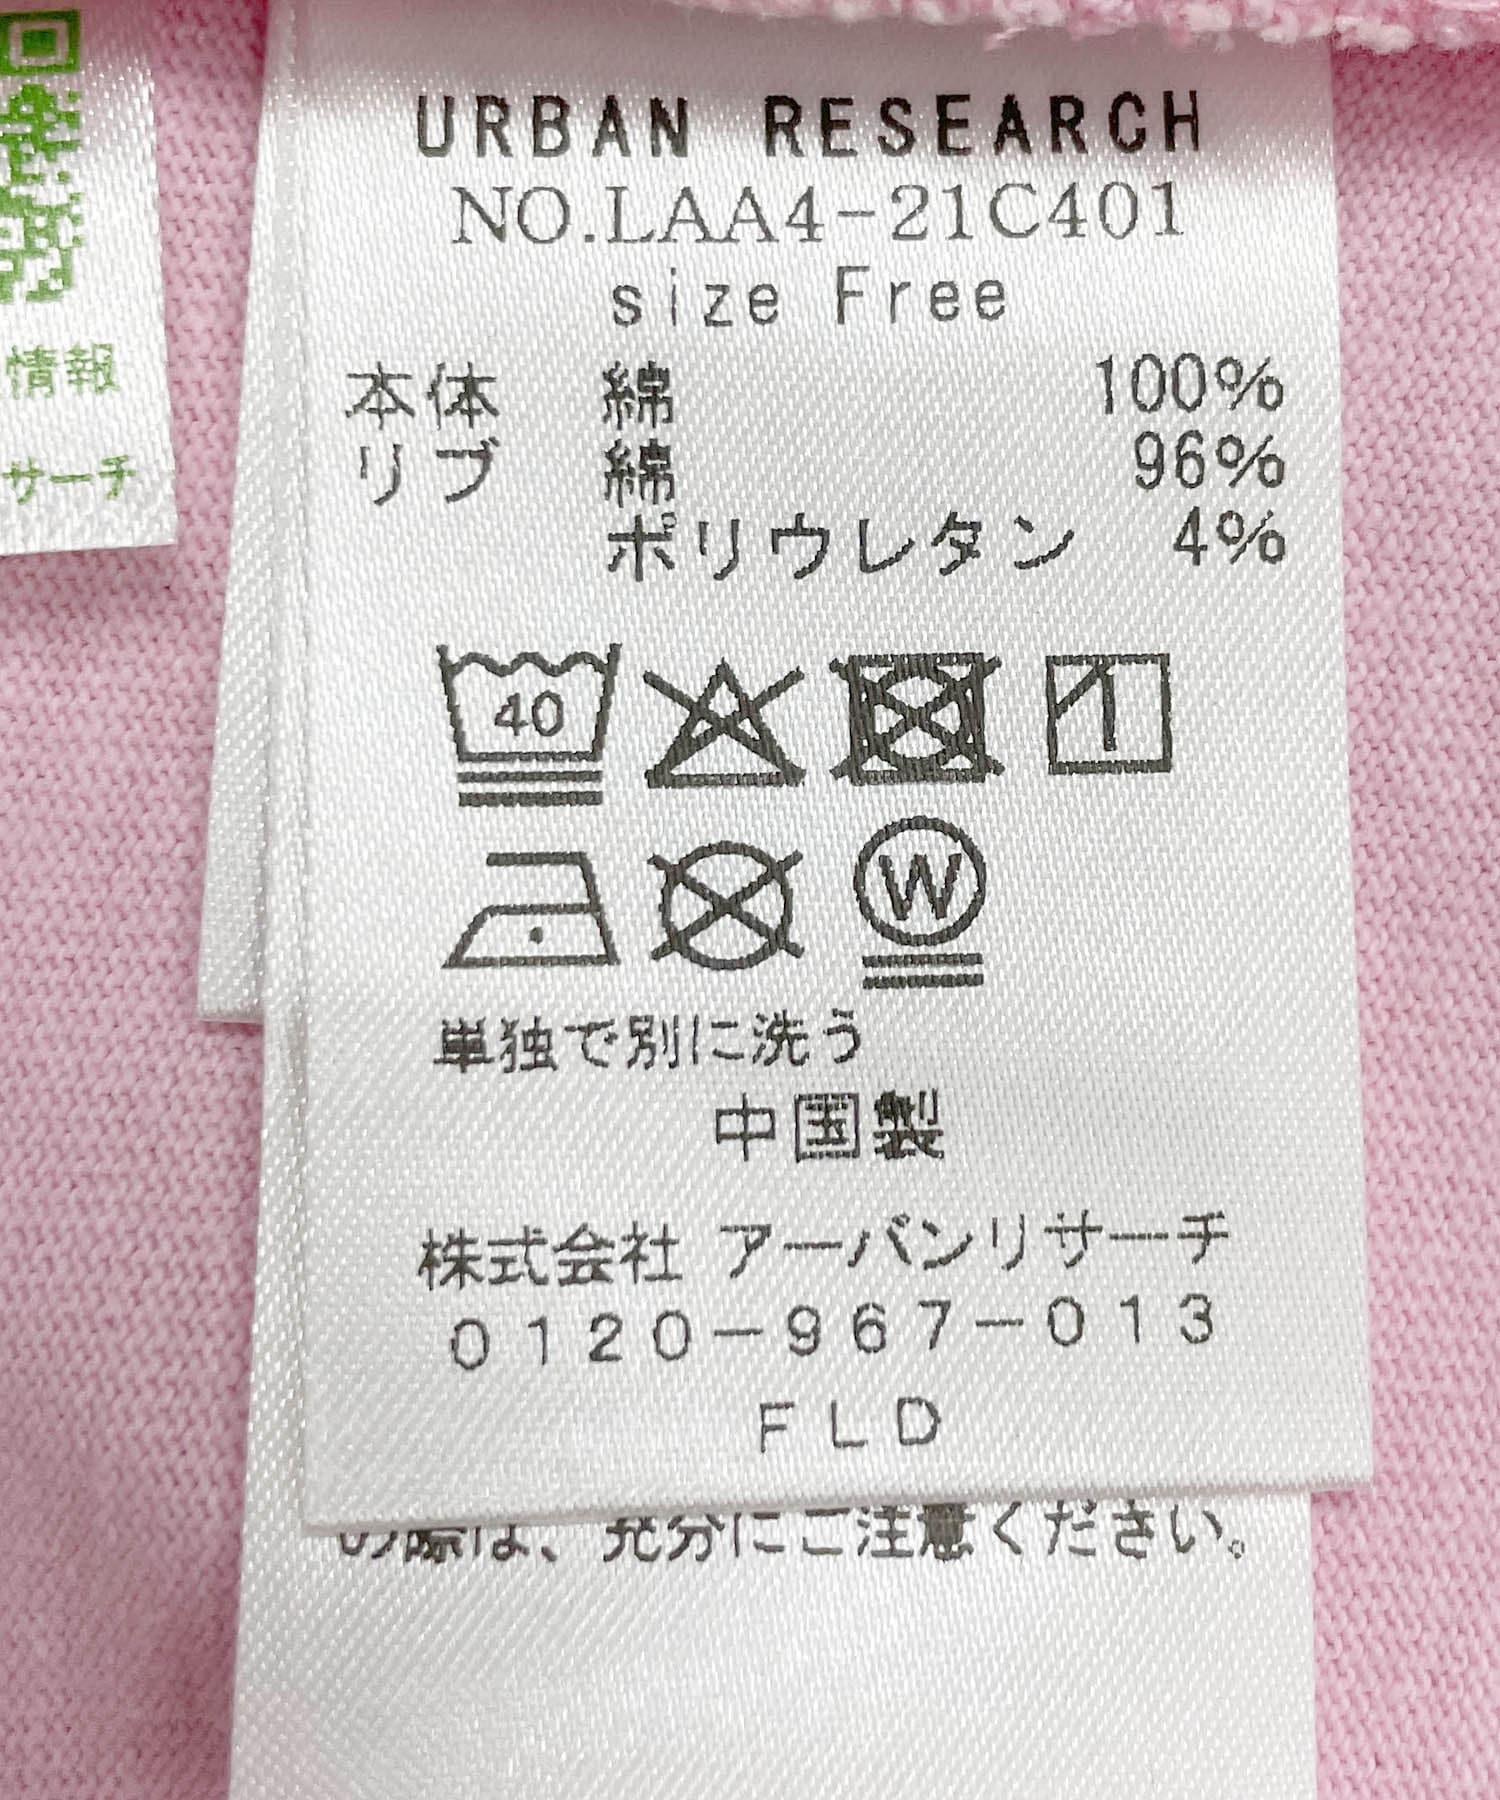 URBAN RESEARCH
NO.LAA4-21C401
size Free
本体 綿 100%
リブ 綿 96%
ポリウレタン 4%
40
W
単独で別に洗う
中国製
株式会社 アーバンリサーチ
0120-967-013
FLD
の際は、充分にご注意ください。
情報
サーチ